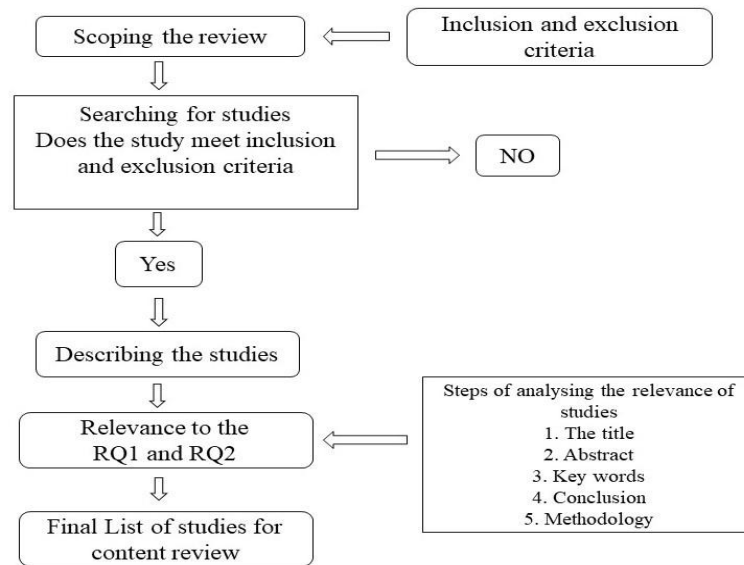 Scoping the review
Inclusion and exclusion
criteria
Searching for studies
Does the study meet inclusion
and exclusion criteria
NO
Yes
Describing the studies
Relevance to the
RQ1 and RQ2
Steps of analysing the relevance of
studies
1. The title
2. Abstract
3. Key words
4. Conclusion
5. Methodology
Final List of studies for
content review